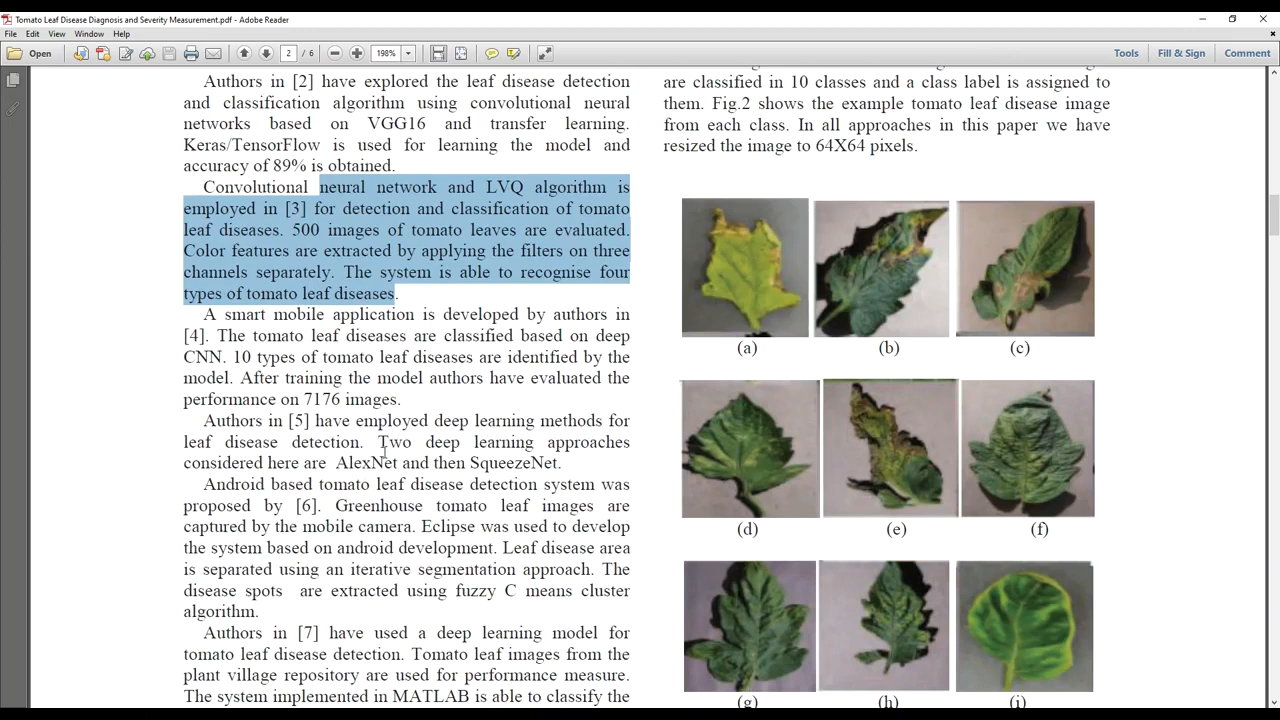 Tomato Leaf Disease Diagnosis and Severity Measurement.pdf - Adobe Reader
File Edit View Window Help
Open 2 / 6 198% Tools Fill & Sign Comment
Authors in [2] have explored the leaf disease detection
and classification algorithm using convolutional neural
networks based on VGG16 and transfer learning.
Keras/TensorFlow is used for learning the model and
accuracy of 89% is obtained.
Convolutional neural network and LVQ algorithm is
employed in [3] for detection and classification of tomato
leaf diseases. 500 images of tomato leaves are evaluated.
Color features are extracted by applying the filters on three
channels separately. The system is able to recognise four
types of tomato leaf diseases.
A smart mobile application is developed by authors in
[4]. The tomato leaf diseases are classified based on deep
CNN. 10 types of tomato leaf diseases are identified by the
model. After training the model authors have evaluated the
performance on 7176 images.
Authors in [5] have employed deep learning methods for
leaf disease detection. Two deep learning approaches
considered here are AlexNet and then SqueezeNet.
Android based tomato leaf disease detection system was
proposed by [6]. Greenhouse tomato leaf images are
captured by the mobile camera. Eclipse was used to develop
the system based on android development. Leaf disease area
is separated using an iterative segmentation approach. The
disease spots are extracted using fuzzy C means cluster
algorithm.
Authors in [7] have used a deep learning model for
tomato leaf disease detection. Tomato leaf images from the
plant village repository are used for performance measure.
The system implemented in MATLAB is able to classify the
are classified in 10 classes and a class label is assigned to
them. Fig.2 shows the example tomato leaf disease image
from each class. In all approaches in this paper we have
resized the image to 64X64 pixels.
(a) (b) (c)
(d) (e) (f)
(g) (h) (i)